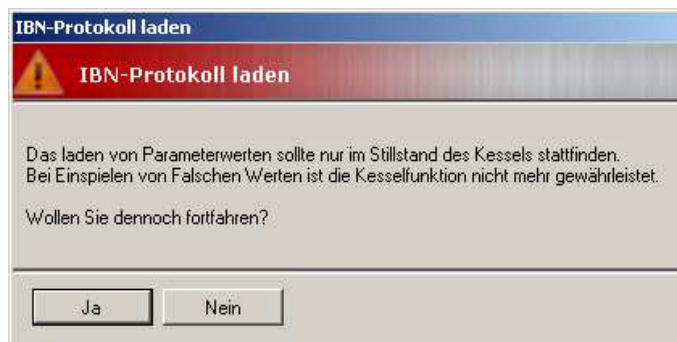 IBN-Protokoll laden
IBN-Protokoll laden
Das laden von Parameterwerten sollte nur im Stillstand des Kessels stattfinden.
Bei Einspielen von Falschen Werten ist die Kesselfunktion nicht mehr gewährleistet.
Wollen Sie dennoch fortfahren?
Ja Nein